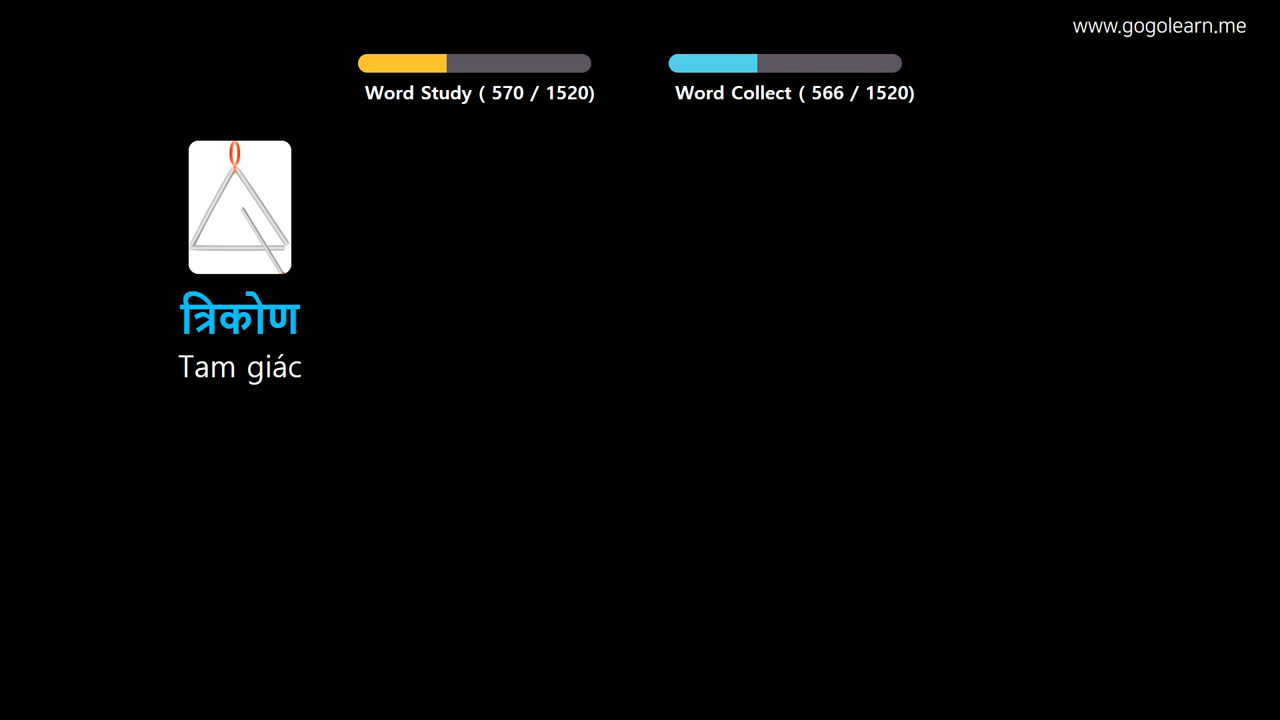 www.gogolearn.me
Word Study ( 570 / 1520)
Word Collect ( 566 / 1520)
त्रिकोण
Tam giác